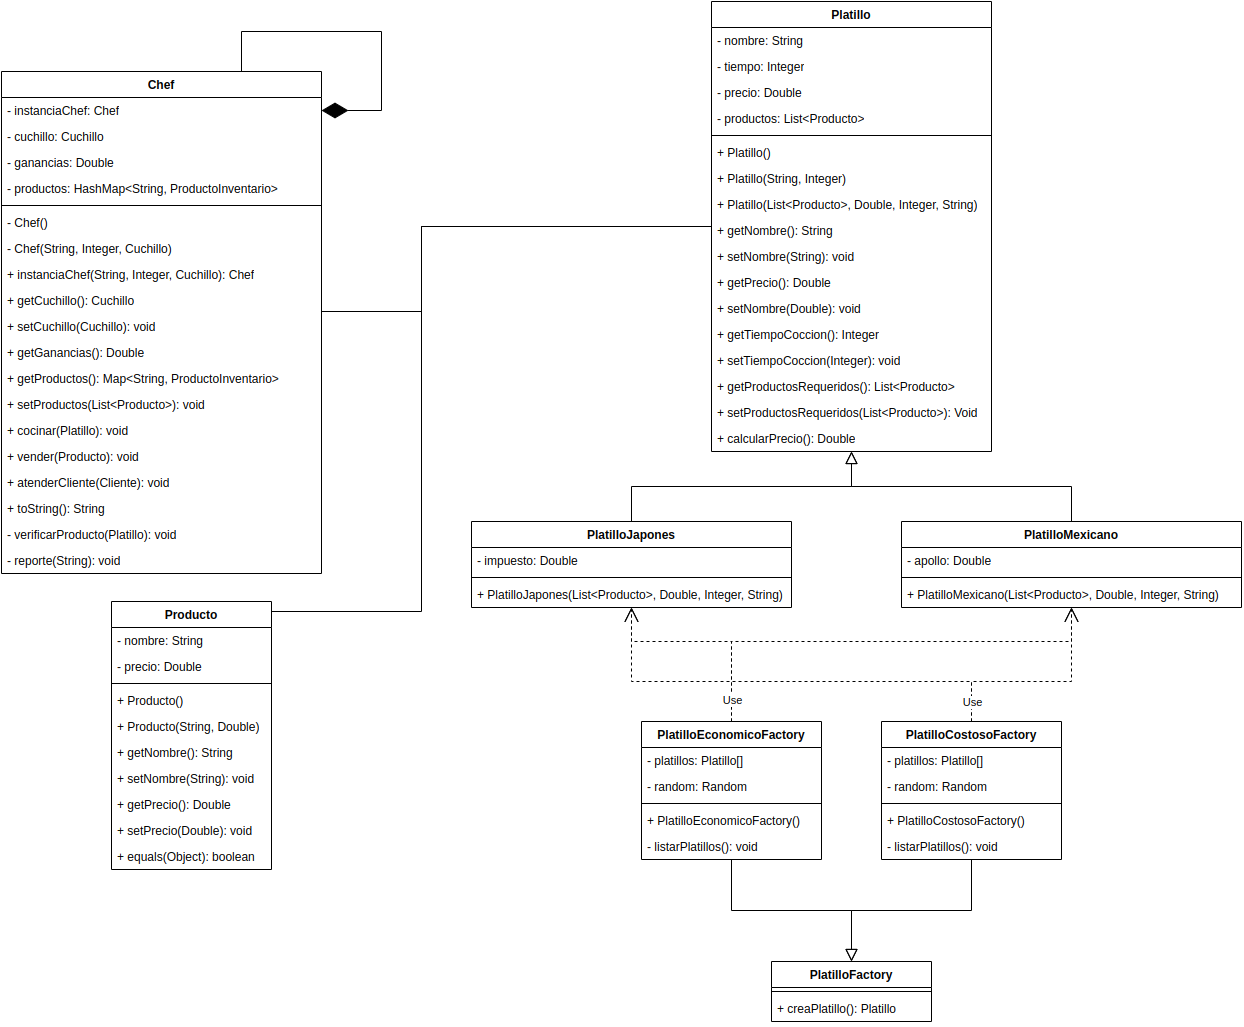 Platillo
- nombre: String
- tiempo: Integer
- precio: Double
- productos: List<Producto>
+ Platillo()
+ Platillo(String, Integer)
+ Platillo(List<Producto>, Double, Integer, String)
+ getNombre(): String
+ setNombre(String): void
+ getPrecio(): Double
+ setNombre(Double): void
+ getTiempoCoccion(): Integer
+ setTiempoCoccion(Integer): void
+ getProductosRequeridos(): List<Producto>
+ setProductosRequeridos(List<Producto>): Void
+ calcularPrecio(): Double
Chef
- instanciaChef: Chef
- cuchillo: Cuchillo
- ganancias: Double
- productos: HashMap<String, ProductoInventario>
- Chef()
- Chef(String, Integer, Cuchillo)
+ instanciaChef(String, Integer, Cuchillo): Chef
+ getCuchillo(): Cuchillo
+ setCuchillo(Cuchillo): void
+ getGanancias(): Double
+ getProductos(): Map<String, ProductoInventario>
+ setProductos(List<Producto>): void
+ cocinar(Platillo): void
+ vender(Producto): void
+ atenderCliente(Cliente): void
+ toString(): String
- verificarProducto(Platillo): void
- reporte(String): void
PlatilloJapones
- impuesto: Double
+ PlatilloJapones(List<Producto>, Double, Integer, String)
PlatilloMexicano
- apollo: Double
+ PlatilloMexicano(List<Producto>, Double, Integer, String)
Producto
- nombre: String
- precio: Double
+ Producto()
+ Producto(String, Double)
+ getNombre(): String
+ setNombre(String): void
+ getPrecio(): Double
+ setPrecio(Double): void
+ equals(Object): boolean
Use
Use
PlatilloEconomicoFactory
- platillos: Platillo[]
- random: Random
+ PlatilloEconomicoFactory()
- listarPlatillos(): void
PlatilloCostosoFactory
- platillos: Platillo[]
- random: Random
+ PlatilloCostosoFactory()
- listarPlatillos(): void
PlatilloFactory
+ creaPlatillo(): Platillo